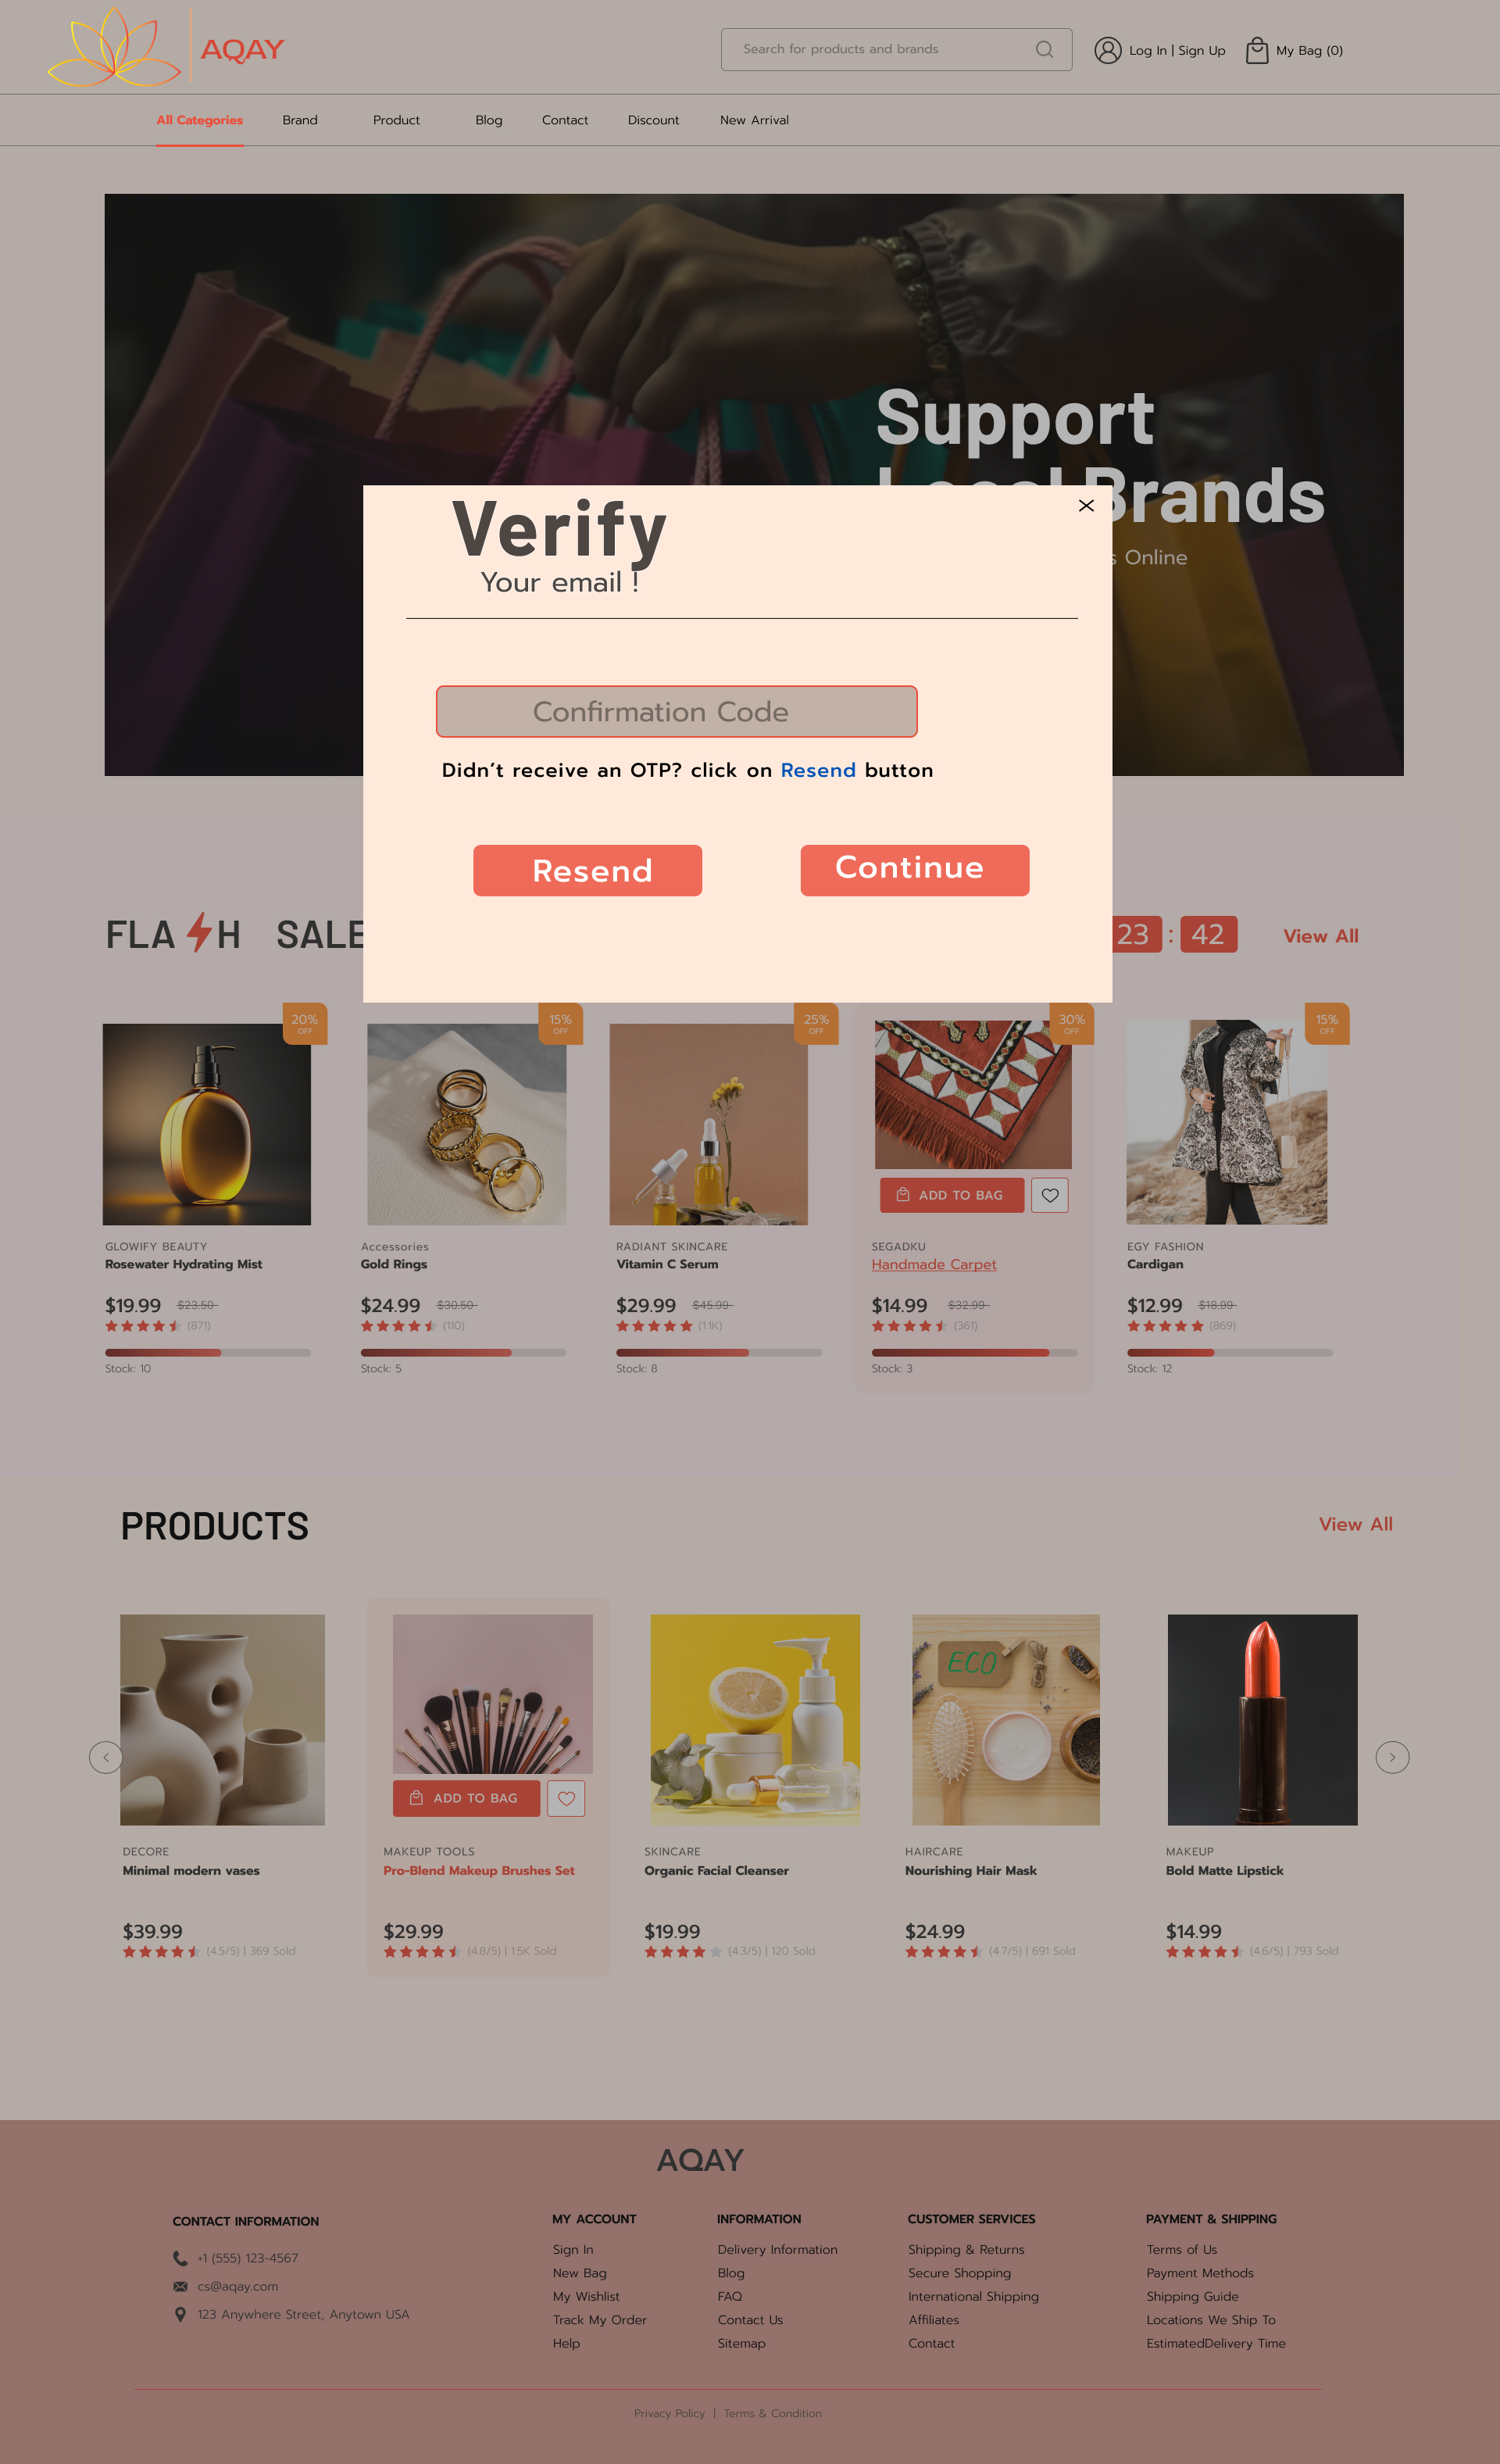 AQAY
Search for products and brands
Log In | Sign Up
My Bag (0)
All Categories
Brand
Product
Blog
Contact
Discount
New Arrival
Support
Brands
Online
Verify
Your email !
Confirmation Code
Didn’t receive an OTP? click on Resend button
Resend
Continue
FLA H SALE
23 : 42
View All
20%
OFF
15%
OFF
25%
OFF
30%
OFF
15%
OFF
ADD TO BAG
GLOWIFY BEAUTY
Rosewater Hydrating Mist
$19.99 $23.50
(871)
Stock: 10
Accessories
Gold Rings
$24.99 $30.50
(110)
Stock: 5
RADIANT SKINCARE
Vitamin C Serum
$29.99 $45.99
(1.1K)
Stock: 8
SEGADKU
Handmade Carpet
$14.99 $32.99
(361)
Stock: 3
EGY FASHION
Cardigan
$12.99 $18.99
(869)
Stock: 12
PRODUCTS
View All
ECO
ADD TO BAG
DECORE
Minimal modern vases
$39.99
(4.5/5) | 369 Sold
MAKEUP TOOLS
Pro-Blend Makeup Brushes Set
$29.99
(4.8/5) | 1.5K Sold
SKINCARE
Organic Facial Cleanser
$19.99
(4.3/5) | 120 Sold
HAIRCARE
Nourishing Hair Mask
$24.99
(4.7/5) | 691 Sold
MAKEUP
Bold Matte Lipstick
$14.99
(4.6/5) | 793 Sold
AQAY
CONTACT INFORMATION
+1 (555) 123-4567
cs@aqay.com
123 Anywhere Street, Anytown USA
MY ACCOUNT
Sign In
New Bag
My Wishlist
Track My Order
Help
INFORMATION
Delivery Information
Blog
FAQ
Contact Us
Sitemap
CUSTOMER SERVICES
Shipping & Returns
Secure Shopping
International Shipping
Affiliates
Contact
PAYMENT & SHIPPING
Terms of Us
Payment Methods
Shipping Guide
Locations We Ship To
EstimatedDelivery Time
Privacy Policy | Terms & Condition